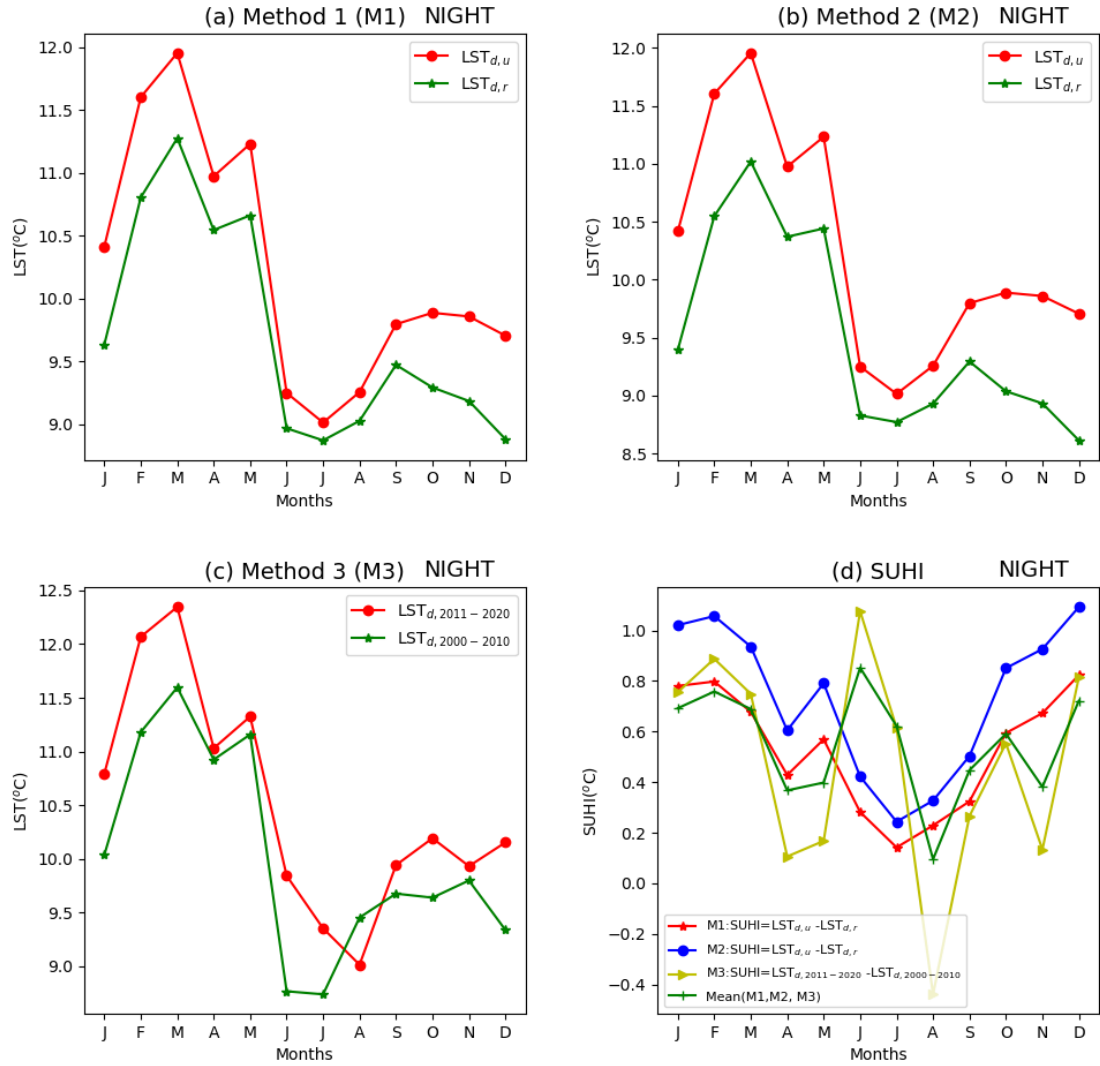 (a) Method 1 (M1) NIGHT
12.0
11.5
11.0
10.5
10.0
9.5
9.0
LST(°C)
LST_{d,u}
LST_{d,r}
J F M A M J J A S O N D
Months
(b) Method 2 (M2) NIGHT
12.0
11.5
11.0
10.5
10.0
9.5
9.0
8.5
LST(°C)
LST_{d,u}
LST_{d,r}
J F M A M J J A S O N D
Months
(c) Method 3 (M3) NIGHT
12.5
12.0
11.5
11.0
10.5
10.0
9.5
9.0
LST(°C)
LST_{d,2011−2020}
LST_{d,2000−2010}
J F M A M J J A S O N D
Months
(d) SUHI NIGHT
1.0
0.8
0.6
0.4
0.2
0.0
−0.2
−0.4
SUHI(°C)
M1:SUHI=LST_{d,u} -LST_{d,r}
M2:SUHI=LST_{d,u} -LST_{d,r}
M3:SUHI=LST_{d,2011−2020} -LST_{d,2000−2010}
Mean(M1,M2, M3)
J F M A M J J A S O N D
Months